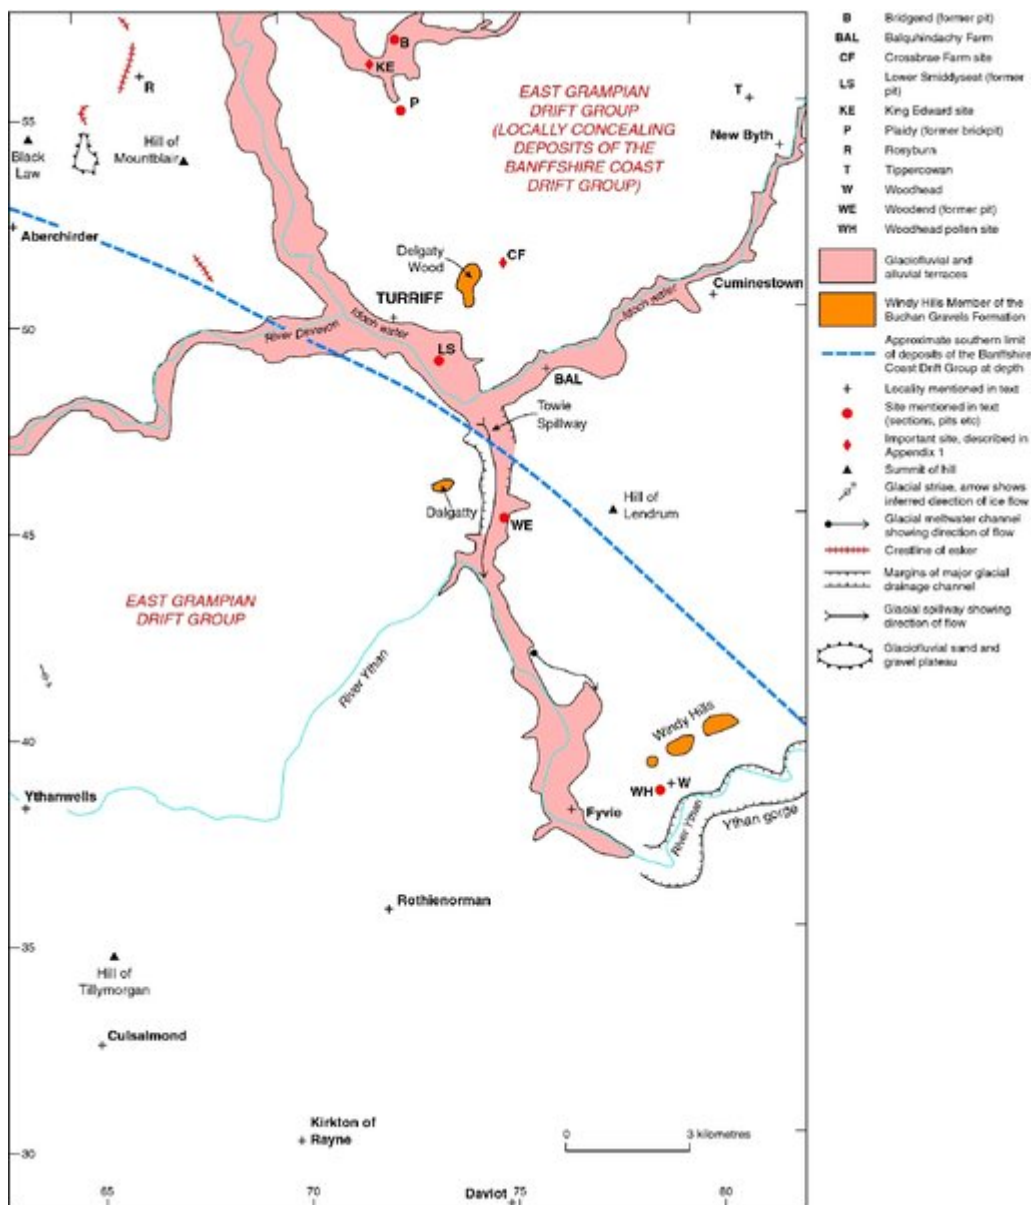 B
KE
P
R
55
Black
Law
Hill of
Mountblair
EAST GRAMPIAN
DRIFT GROUP
(LOCALLY CONCEALING
DEPOSITS OF THE
BANFFSHIRE COAST
DRIFT GROUP)
T
New Byth
Aberchirder
Delgaty
Wood
CF
TURRIFF
Cuminestown
50
River Deveron
Idoch water
Idoch water
LS
BAL
Towie
Spillway
Dalgatty
WE
Hill of
Lendrum
45
EAST GRAMPIAN
DRIFT GROUP
River Ythan
40
Windy Hills
Ythanwells
WH
W
Fyvie
River Ythan
Ythan gorge
Rothienorman
35
Hill of
Tillymorgan
Culsalmond
Kirkton of
Rayne
0
3 kilometres
30
65
70
Daviot
75
80
B Bridgend (former pit)
BAL Balquhindachy Farm
CF Crossbrae Farm site
LS Lower Smiddyseat (former
pit)
KE King Edward site
P Plaidy (former brickpit)
R Rosyburn
T Tippercowan
W Woodhead
WE Woodend (former pit)
WH Woodhead pollen site
Glaciofluvial and
alluvial terraces
Windy Hills Member of the
Buchan Gravels Formation
Approximate southern limit
of deposits of the Banffshire
Coast Drift Group at depth
Locality mentioned in text
Site mentioned in text
(sections, pits etc)
Important site, described in
Appendix 1
Summit of hill
Glacial striae, arrow shows
inferred direction of ice flow
Glacial meltwater channel
showing direction of flow
Crestline of esker
Margins of major glacial
drainage channel
Glacial spillway showing
direction of flow
Glaciofluvial sand and
gravel plateau